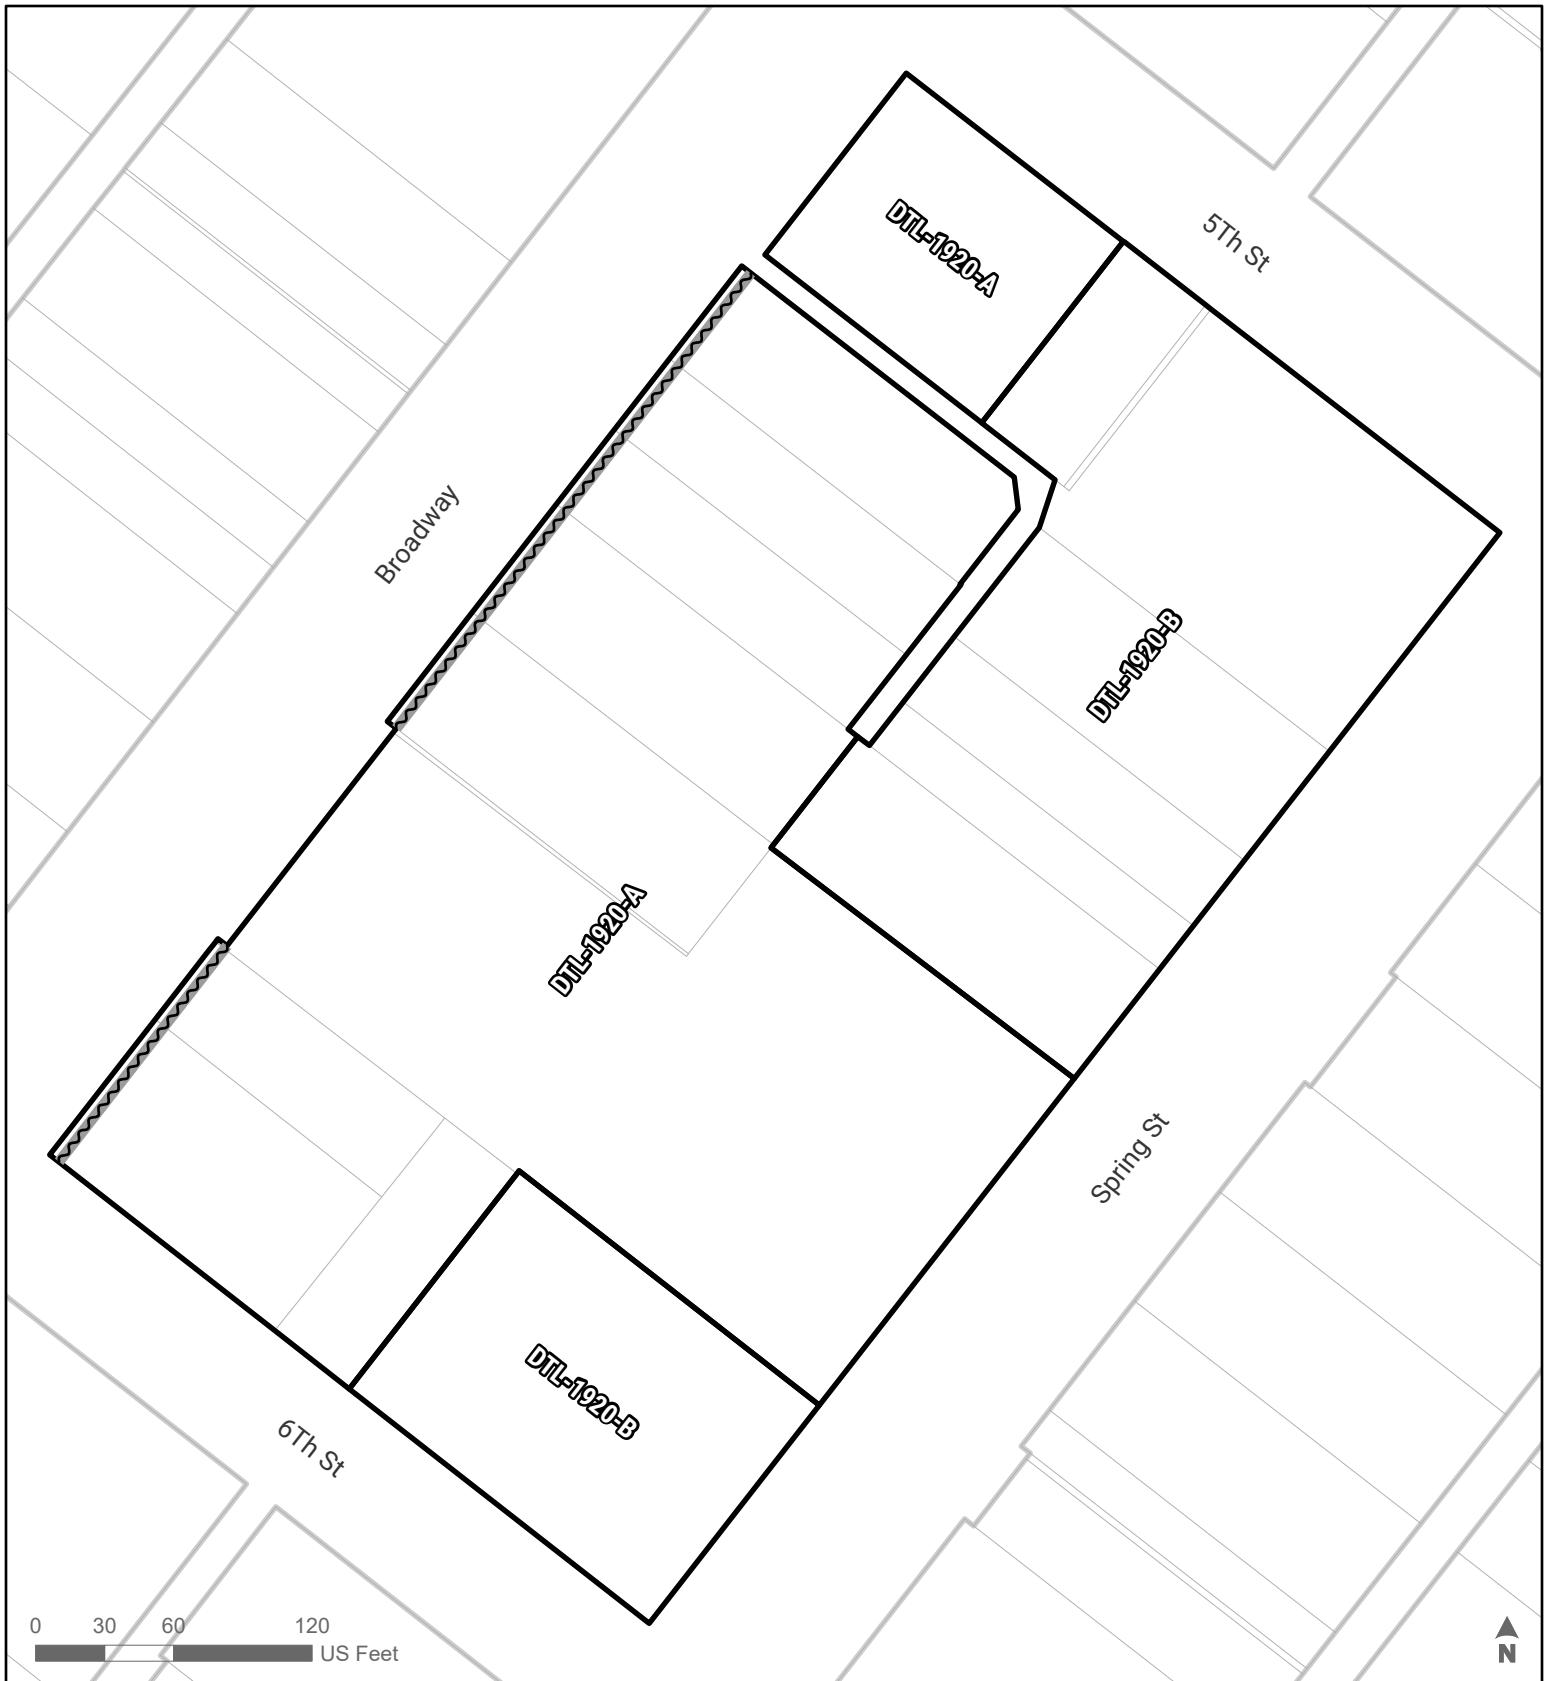 DTL-1920-A
5Th St
Broadway
DTL-1920-B
DTL-1920-A
Spring St
DTL-1920-B
6Th St
0 30 60 120
US Feet
N